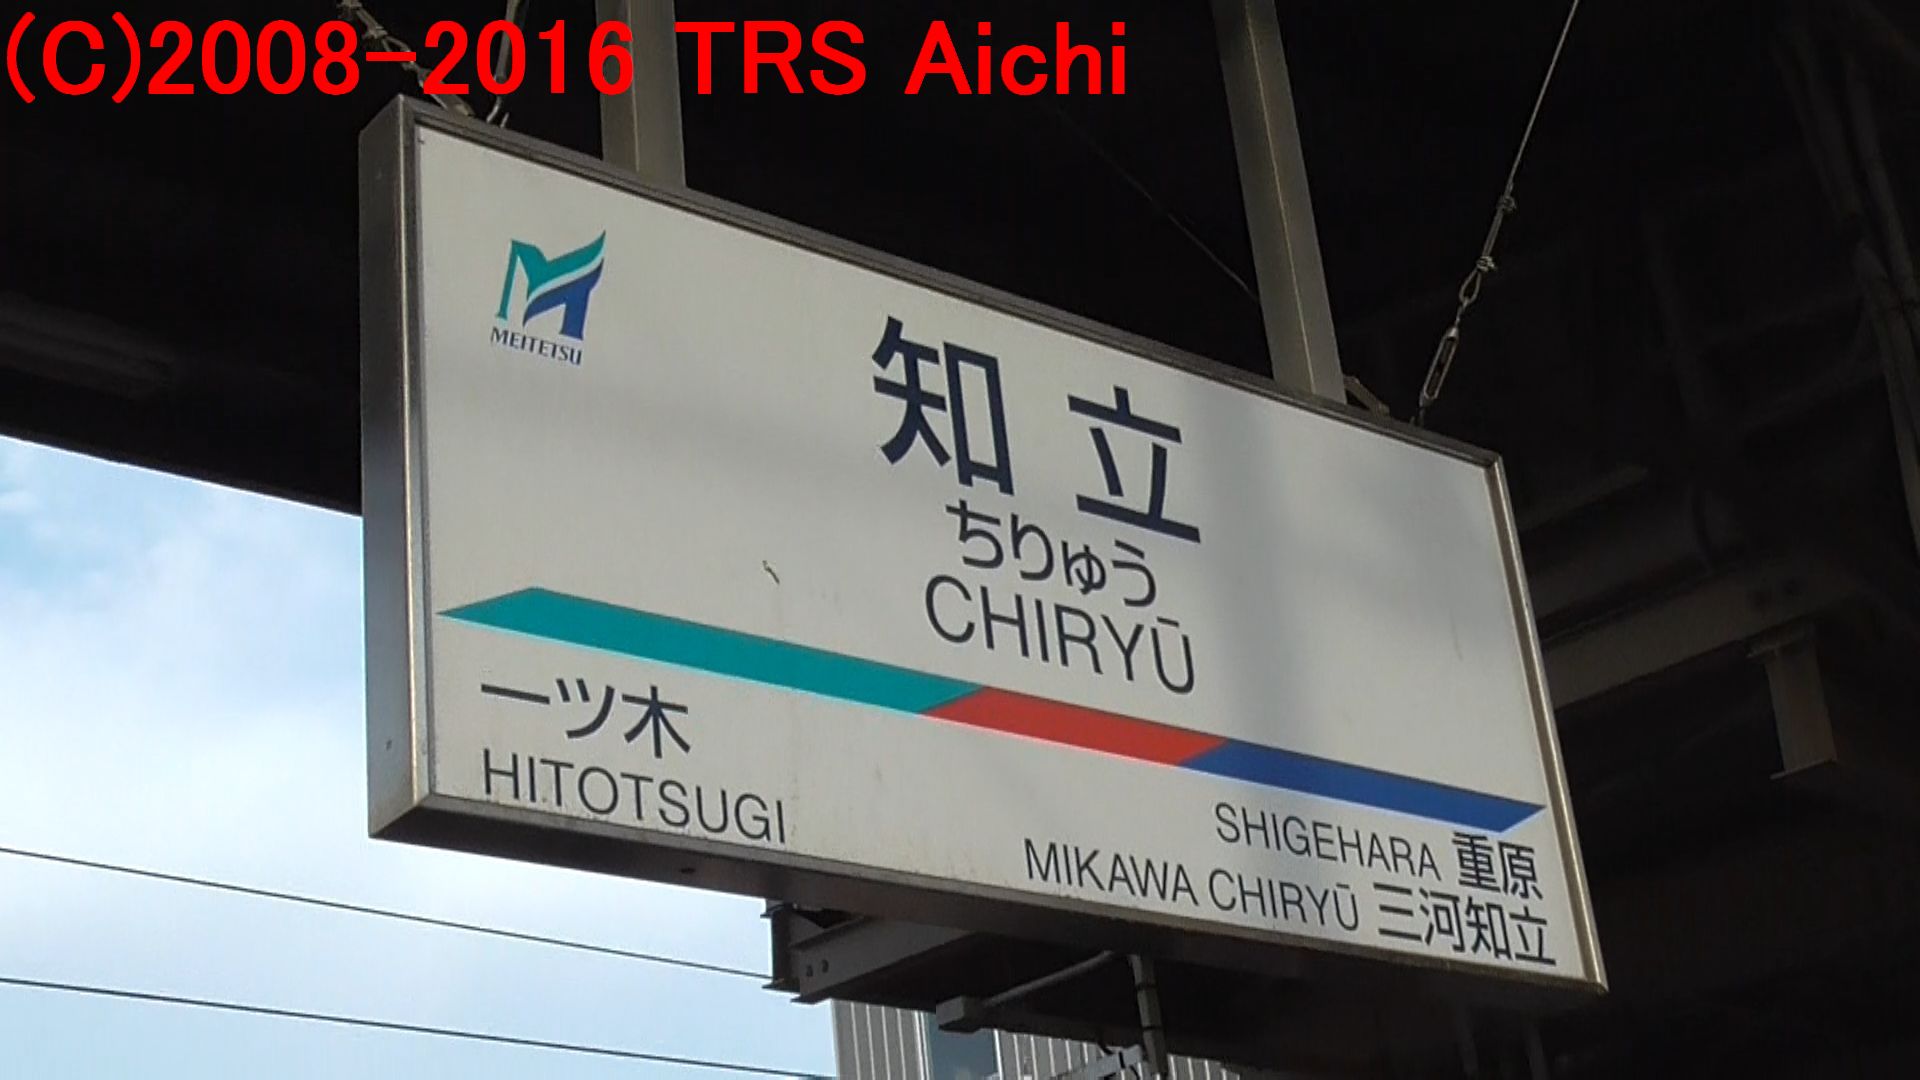 (C)2008-2016 TRS Aichi
MEITETSU
知立
ちりゅう
CHIRYŪ
一ツ木
HITOTSUGI
SHIGEHARA 重原
MIKAWA CHIRYŪ 三河知立